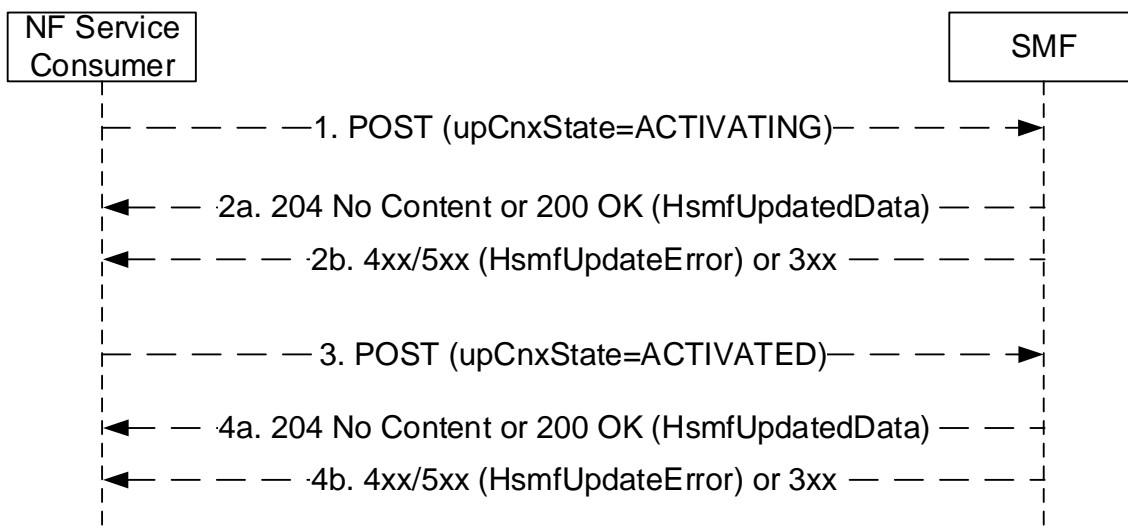 NF Service
Consumer
SMF
1. POST (upCnxState=ACTIVATING)
2a. 204 No Content or 200 OK (HsmfUpdatedData)
2b. 4xx/5xx (HsmfUpdateError) or 3xx
3. POST (upCnxState=ACTIVATED)
4a. 204 No Content or 200 OK (HsmfUpdatedData)
4b. 4xx/5xx (HsmfUpdateError) or 3xx